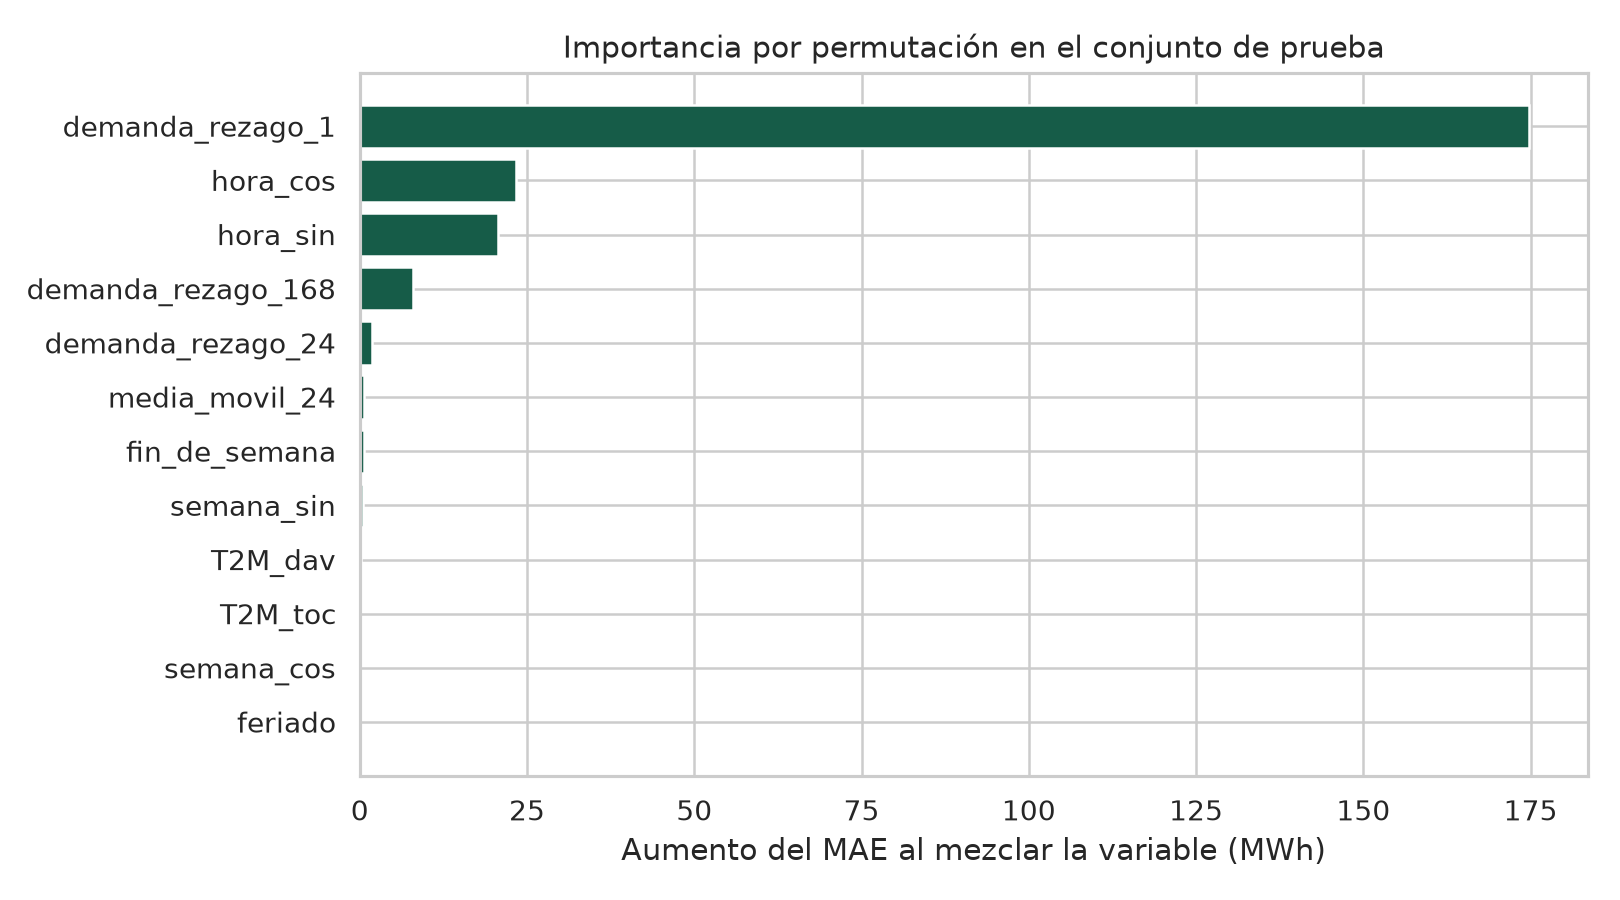 Importancia por permutación en el conjunto de prueba
demanda_rezago_1
hora_cos
hora_sin
demanda_rezago_168
demanda_rezago_24
media_movil_24
fin_de_semana
semana_sin
T2M_dav
T2M_toc
semana_cos
feriado
0 25 50 75 100 125 150 175
Aumento del MAE al mezclar la variable (MWh)